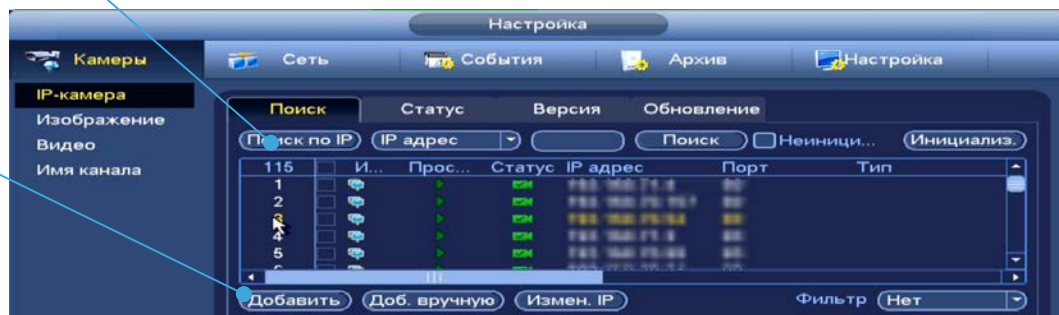 Настройка
Камеры Сеть События Архив Настройка
IP-камера
Изображение
Видео
Имя канала
Поиск Статус Версия Обновление
Поиск по IP IP адрес Поиск Неиници... Инициализ.
115 И... Прос... Статус IP адрес Порт Тип
1
2
3
4
5
Добавить Доб. вручную Измен. IP Фильтр Нет